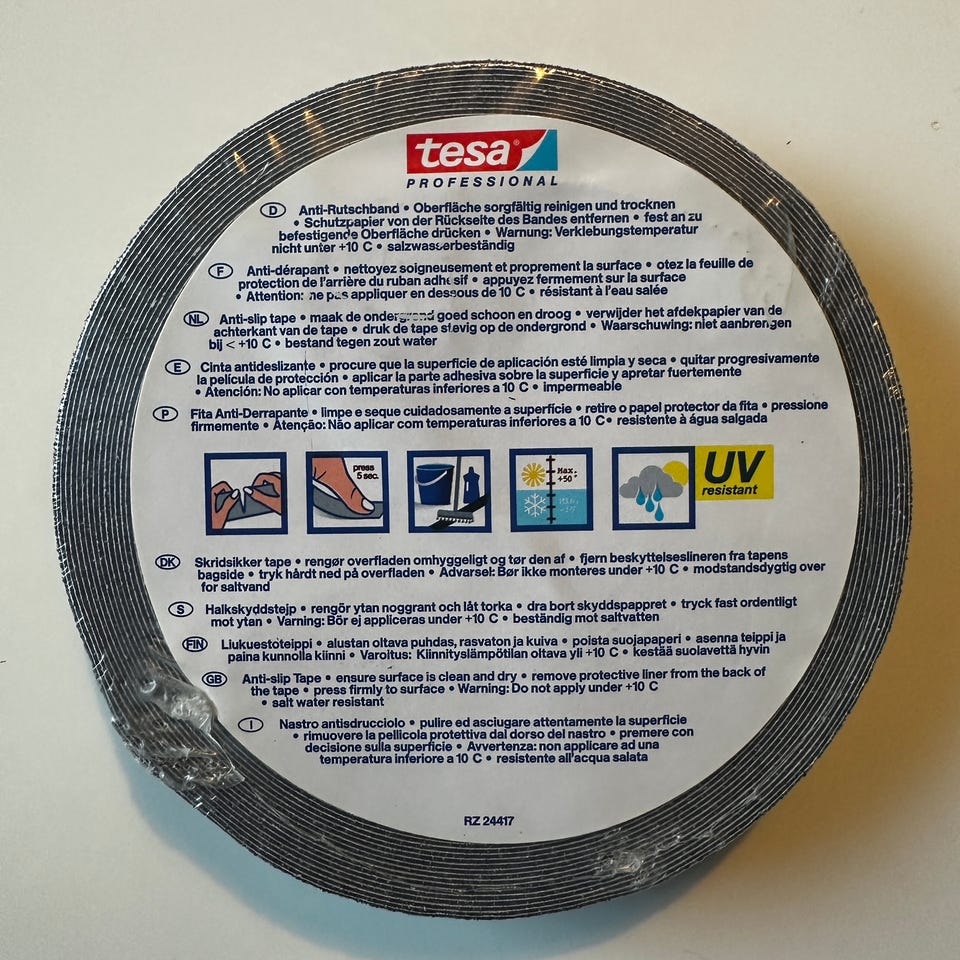 tesa®
PROFESSIONAL
D Anti-Rutschband • Oberfläche sorgfältig reinigen und trocknen
• Schutzpapier von der Rückseite des Bandes entfernen • fest an zu
befestigende Oberfläche drücken • Warnung: Verklebungstemperatur
nicht unter +10 C • salzwasserbeständig
F Anti-dérapant • nettoyez soigneusement et proprement la surface • otez la feuille de
protection de l'arrière du ruban adhesif • appuyez fermement sur la surface
• Attention: ne pas appliquer en dessous de 10 C • résistant à l'eau salée
NL Anti-slip tape • maak de ondergrond goed schoon en droog • verwijder het afdekpapier van de
achterkant van de tape • druk de tape stevig op de ondergrond • Waarschuwing: niet aanbrengen
bij < +10 C • bestand tegen zout water
E Cinta antideslizante • procure que la superficie de aplicación esté limpia y seca • quitar progresivamente
la película de protección • aplicar la parte adhesiva sobre la superficie y apretar fuertemente
• Atención: No aplicar con temperaturas inferiores a 10 C • impermeable
P Fita Anti-Derrapante • limpe e seque cuidadosamente a superfície • retire o papel protector da fita • pressione
firmemente • Atenção: Não aplicar com temperaturas inferiores a 10 C • resistente à água salgada
press
5 sec.
Max.
+50°
UV
resistant
DK Skridsikker tape • rengør overfladen omhyggeligt og tør den af • fjern beskyttelseslineren fra tapens
bagside • tryk hårdt ned på overfladen • Advarsel: Bør ikke monteres under +10 C • modstandsdygtig over
for saltvand
S Halkskyddstejp • rengör ytan noggrant och låt torka • dra bort skyddspappret • tryck fast ordentligt
mot ytan • Varning: Bör ej appliceras under +10 C • beständig mot saltvatten
FIN Liukuestoteippi • alustan oltava puhdas, rasvaton ja kuiva • poista suojapaperi • asenna teippi ja
paina kunnolla kiinni • Varoitus: Kiinnityslämpötilan oltava yli +10 C • kestää suolavettä hyvin
GB Anti-slip Tape • ensure surface is clean and dry • remove protective liner from the back of
the tape • press firmly to surface • Warning: Do not apply under +10 C
• salt water resistant
I Nastro antisdrucciolo • pulire ed asciugare attentamente la superficie
• rimuovere la pellicola protettiva dal dorso del nastro • premere con
decisione sulla superficie • Avvertenza: non applicare ad una
temperatura inferiore a 10 C • resistente all'acqua salata
RZ 24417